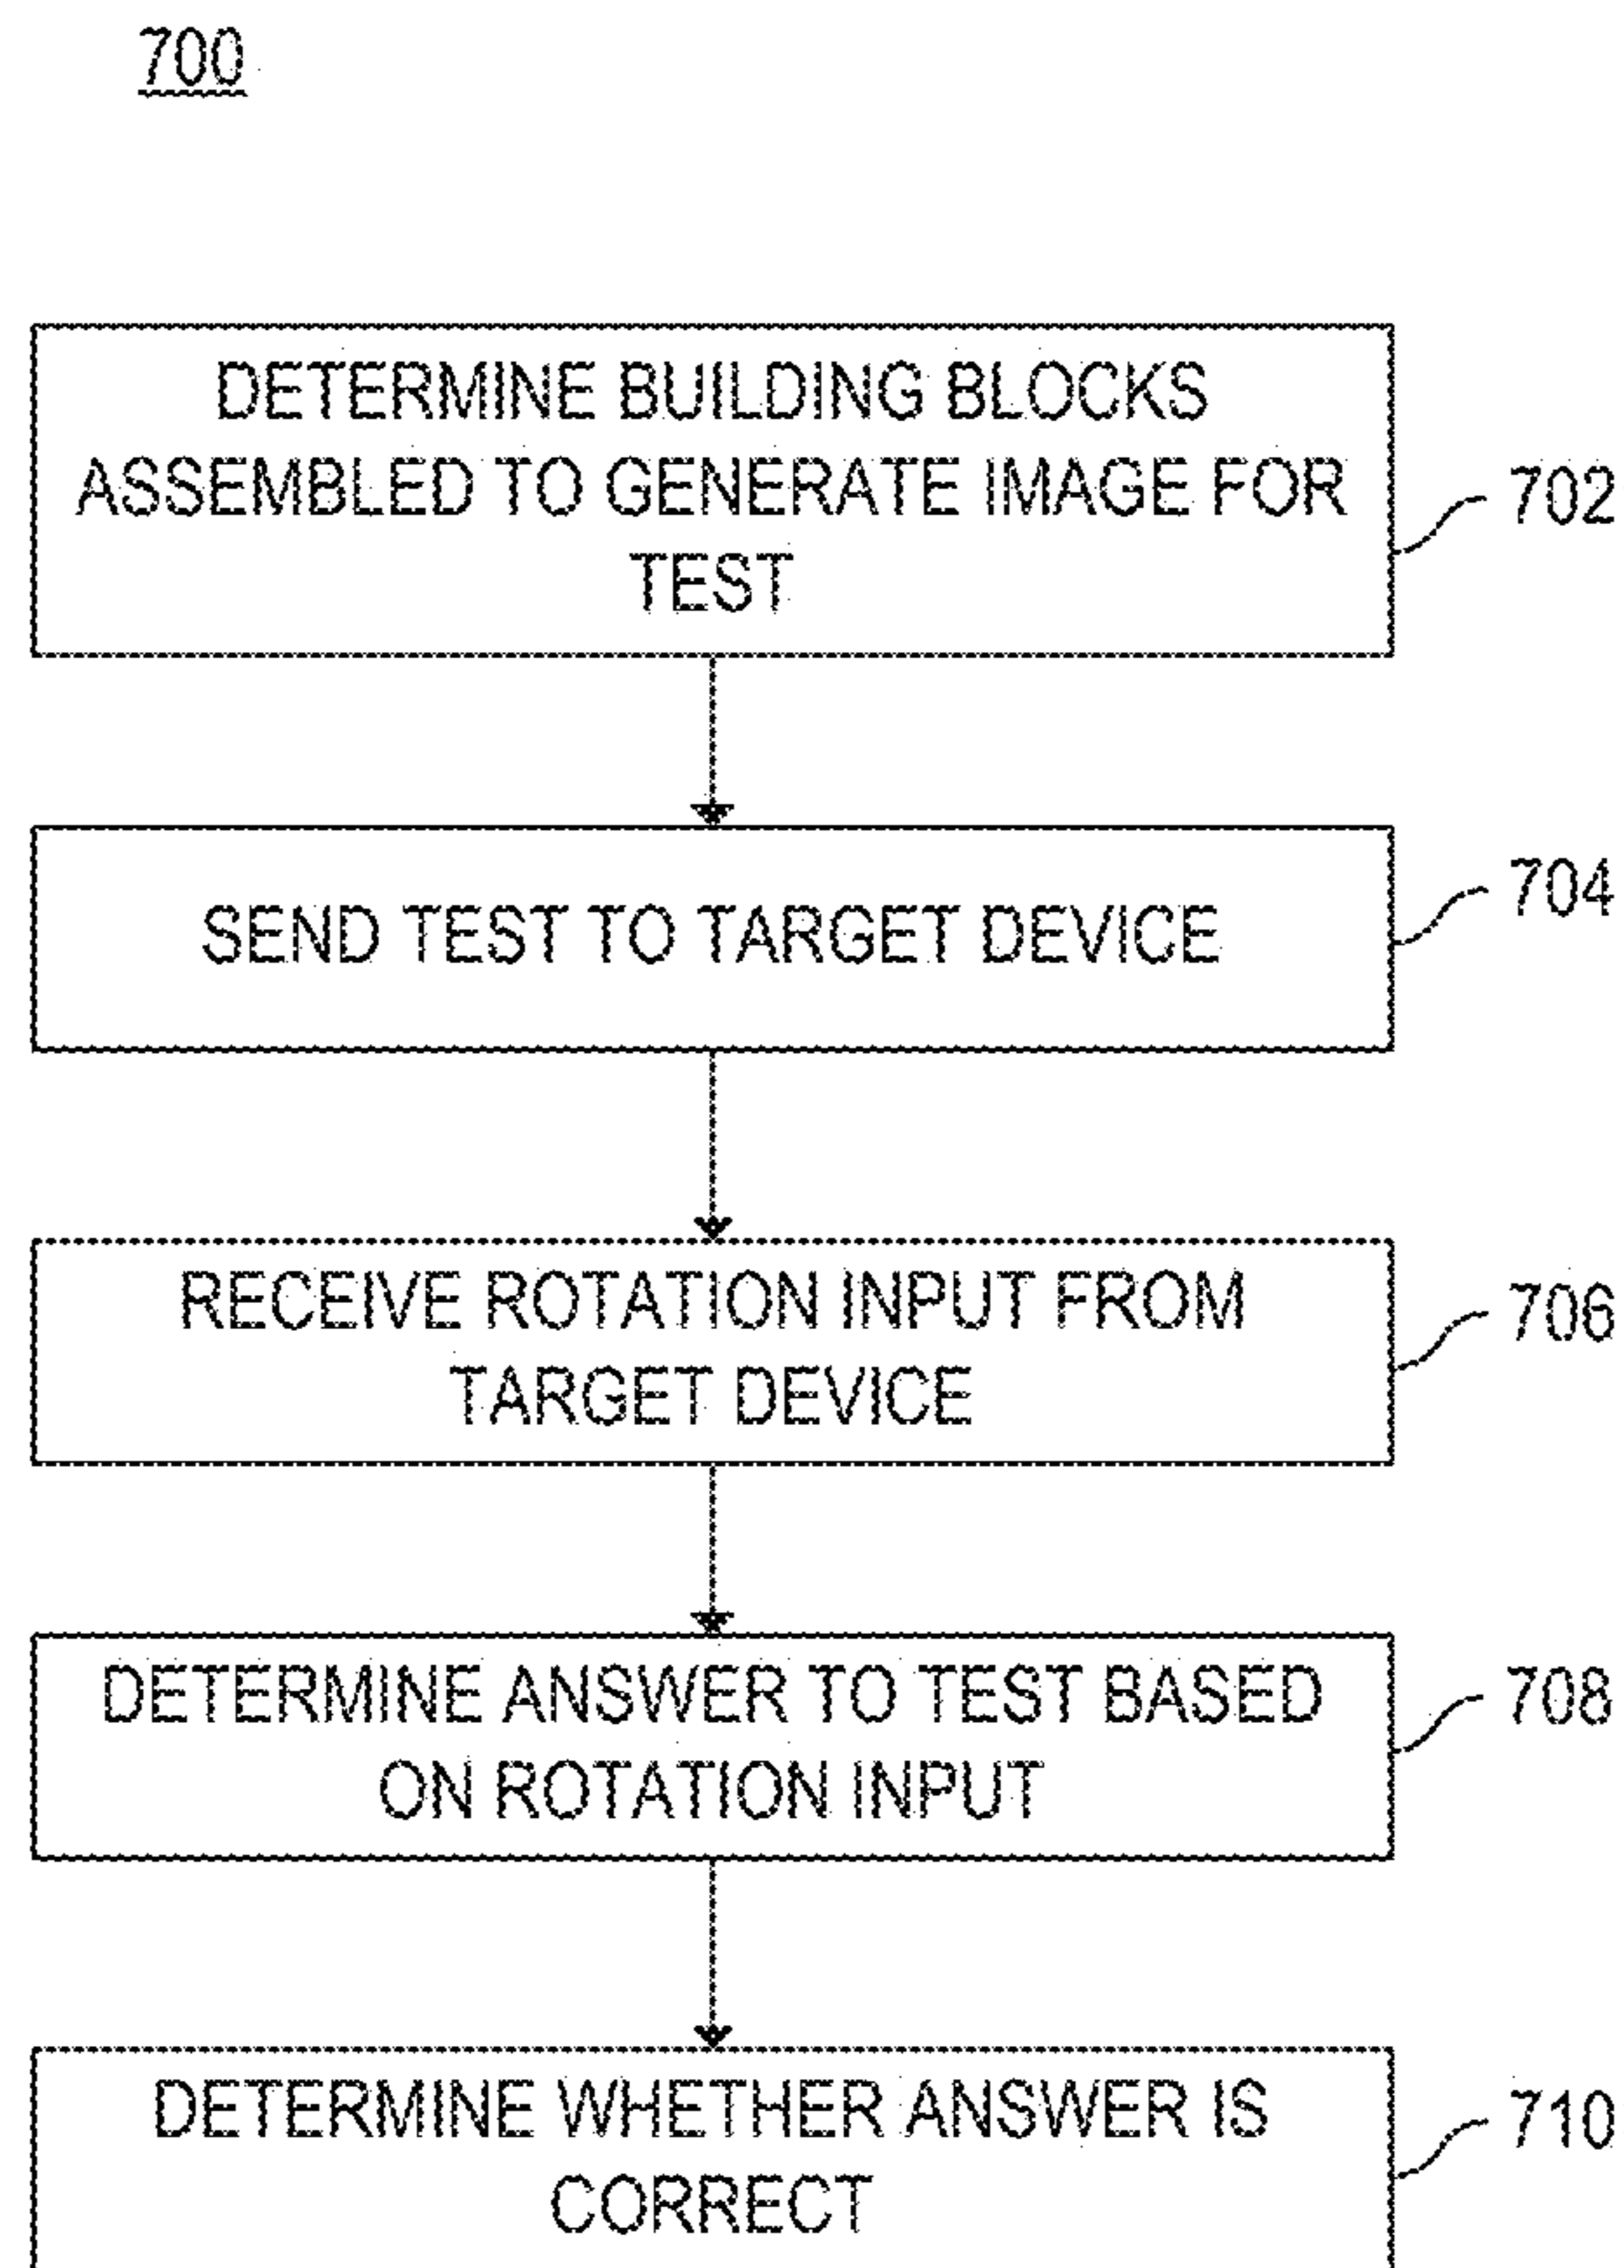 700
DETERMINE BUILDING BLOCKS
ASSEMBLED TO GENERATE IMAGE FOR
TEST
702
SEND TEST TO TARGET DEVICE
704
RECEIVE ROTATION INPUT FROM
TARGET DEVICE
706
DETERMINE ANSWER TO TEST BASED
ON ROTATION INPUT
708
DETERMINE WHETHER ANSWER IS
CORRECT
710